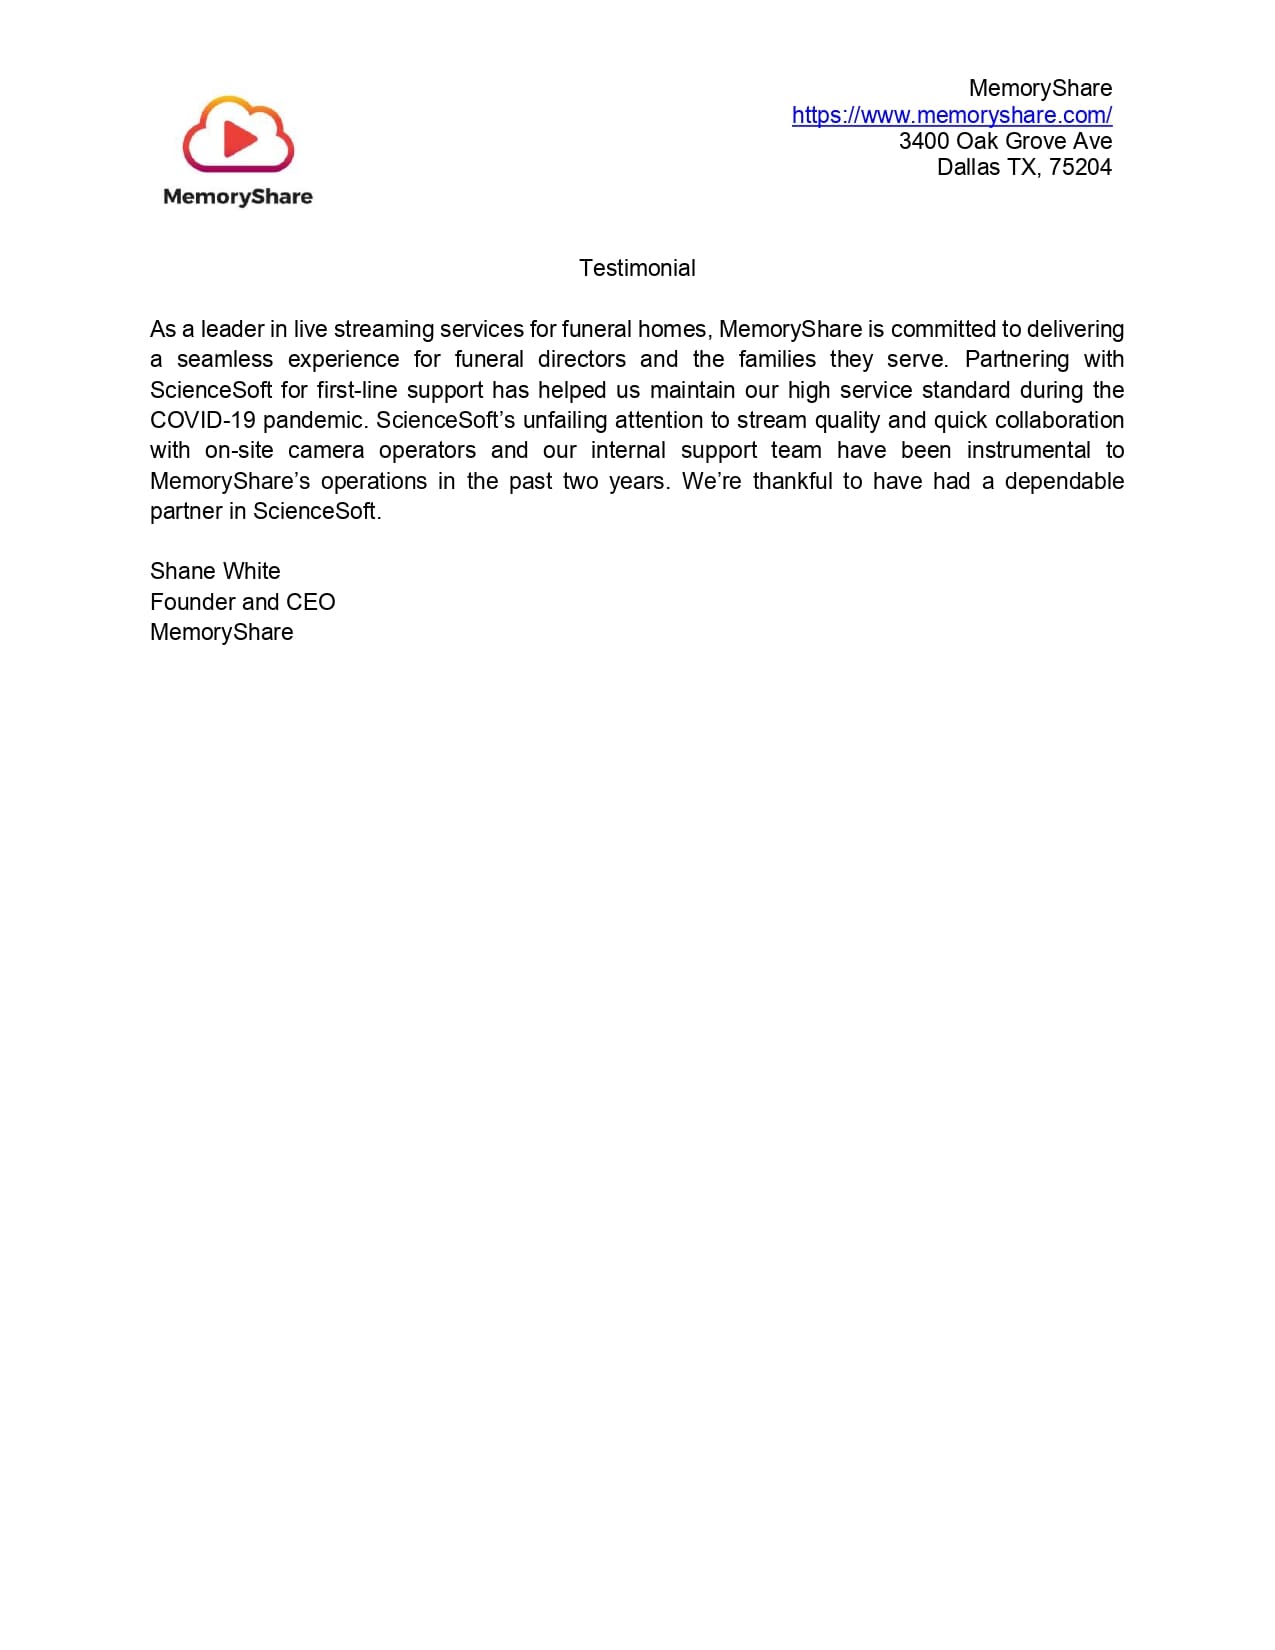 MemoryShare
MemoryShare
https://www.memoryshare.com/
3400 Oak Grove Ave
Dallas TX, 75204
Testimonial
As a leader in live streaming services for funeral homes, MemoryShare is committed to delivering
a seamless experience for funeral directors and the families they serve. Partnering with
ScienceSoft for first-line support has helped us maintain our high service standard during the
COVID-19 pandemic. ScienceSoft’s unfailing attention to stream quality and quick collaboration
with on-site camera operators and our internal support team have been instrumental to
MemoryShare’s operations in the past two years. We’re thankful to have had a dependable
partner in ScienceSoft.
Shane White
Founder and CEO
MemoryShare